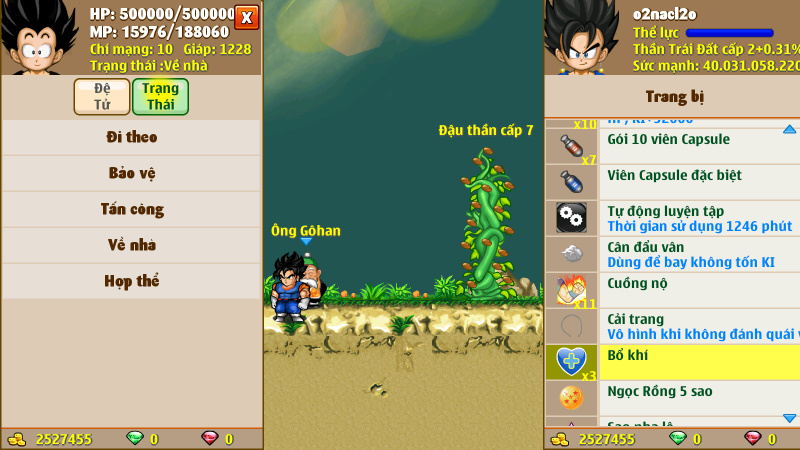 HP: 500000/500000
X
MP: 15976/188060
Chí mạng: 10 Giáp: 1228
Trạng thái :Về nhà
Đệ
Tử
Trạng
Thái
Đi theo
Bảo vệ
Tấn công
Về nhà
Hợp thể
2527455
0
0
Đậu thần cấp 7
Ông Gôhan
o2nacl2o
Thể lực
Thần Trái Đất cấp 2+0.31%
Sức mạnh: 40.031.058.220
Trang bị
x10
Gói 10 viên Capsule
x7
Viên Capsule đặc biệt
Tự động luyện tập
Thời gian sử dụng 1246 phút
Cân đẩu vân
Dùng để bay không tốn KI
Cuồng nộ
x11
Cải trang
Vô hình khi không đánh quái v
Bổ khí
x3
Ngọc Rồng 5 sao
2527455
0
0